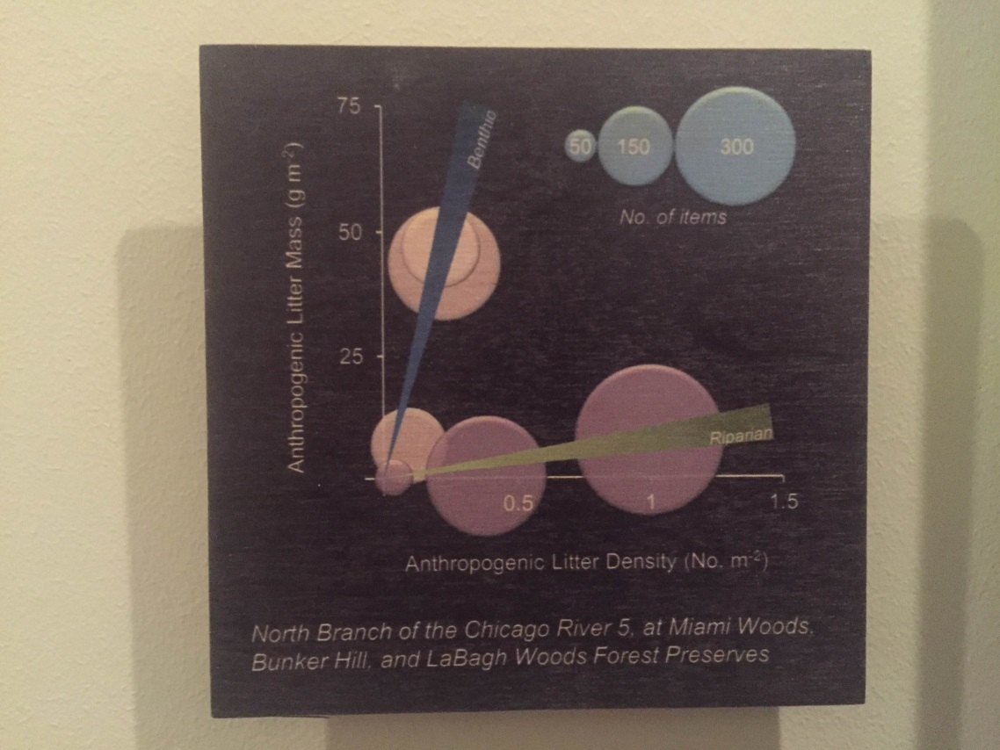 75
Benthic
50 150 300
No. of items
50
25
Anthropogenic Litter Mass (g m⁻²)
Riparian
0.5 1 1.5
Anthropogenic Litter Density (No. m⁻²)
North Branch of the Chicago River 5, at Miami Woods,
Bunker Hill, and LaBagh Woods Forest Preserves